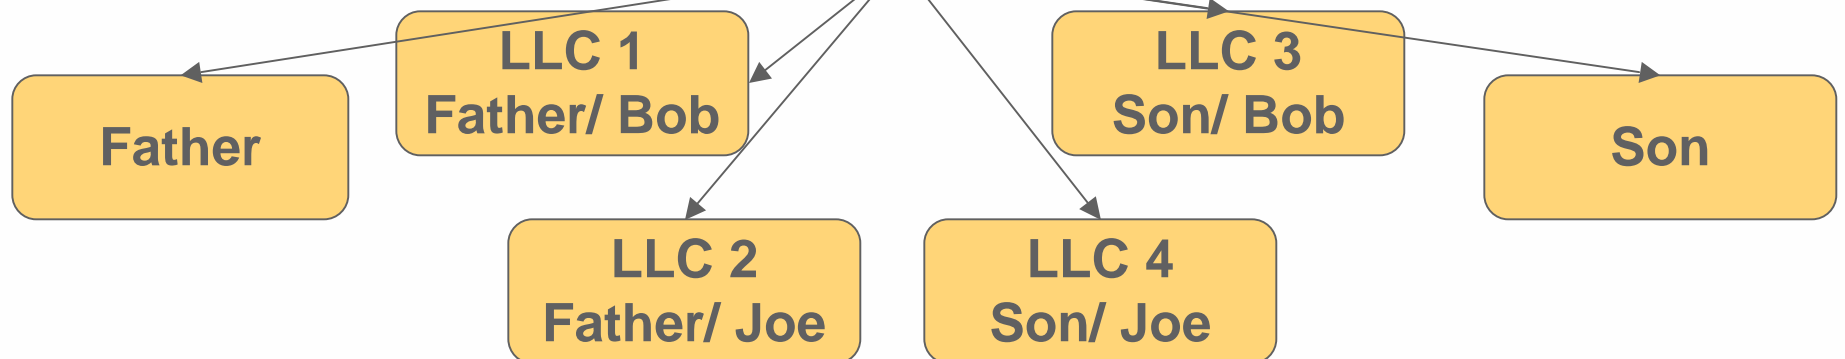 LLC 1
Father/ Bob
LLC 3
Son/ Bob
Father
Son
LLC 2
Father/ Joe
LLC 4
Son/ Joe